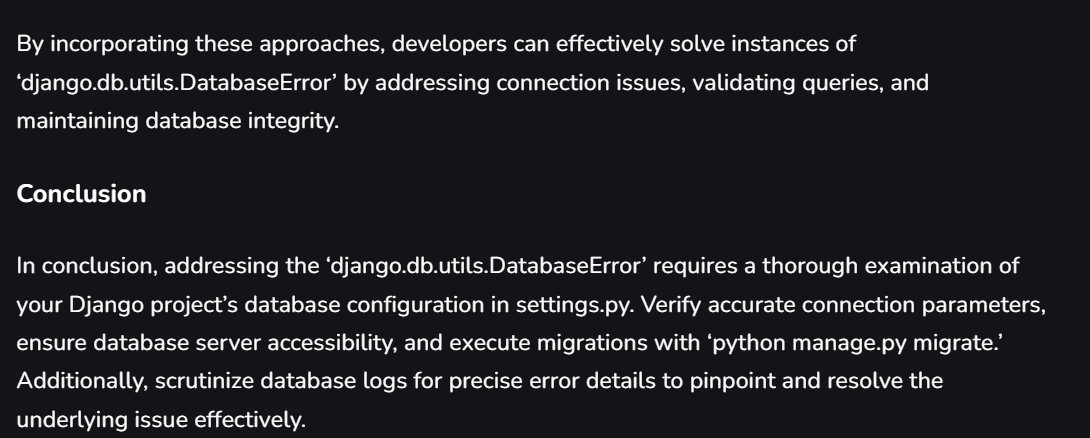 By incorporating these approaches, developers can effectively solve instances of
‘django.db.utils.DatabaseError’ by addressing connection issues, validating queries, and
maintaining database integrity.
Conclusion
In conclusion, addressing the ‘django.db.utils.DatabaseError’ requires a thorough examination of
your Django project’s database configuration in settings.py. Verify accurate connection parameters,
ensure database server accessibility, and execute migrations with ‘python manage.py migrate.’
Additionally, scrutinize database logs for precise error details to pinpoint and resolve the
underlying issue effectively.